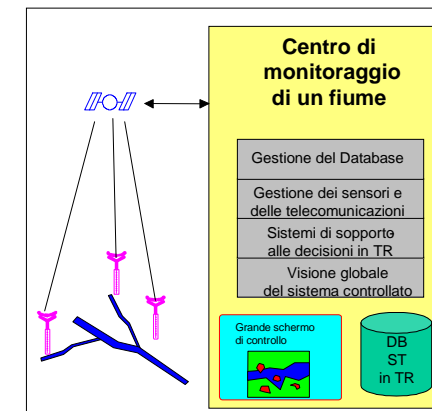 Centro di
monitoraggio
di un fiume
Gestione del Database
Gestione dei sensori e
delle telecomunicazioni
Sistemi di sopporto
alle decisioni in TR
Visione globale
del sistema controllato
Grande schermo
di controllo
DB
ST
in TR